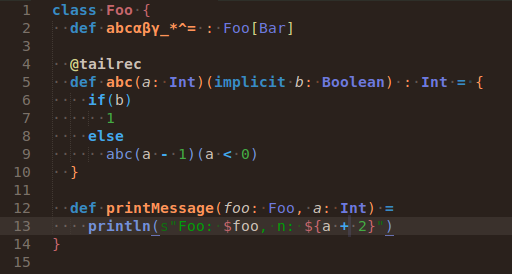 1 class Foo {
2   def abcαβγ_*^= : Foo[Bar]
3
4   @tailrec
5   def abc(a: Int)(implicit b: Boolean) : Int = {
6     if(b)
7       1
8     else
9       abc(a - 1)(a < 0)
10   }
11
12   def printMessage(foo: Foo, a: Int) =
13     println(s"Foo: $foo, n: ${a + 2}")
14 }
15